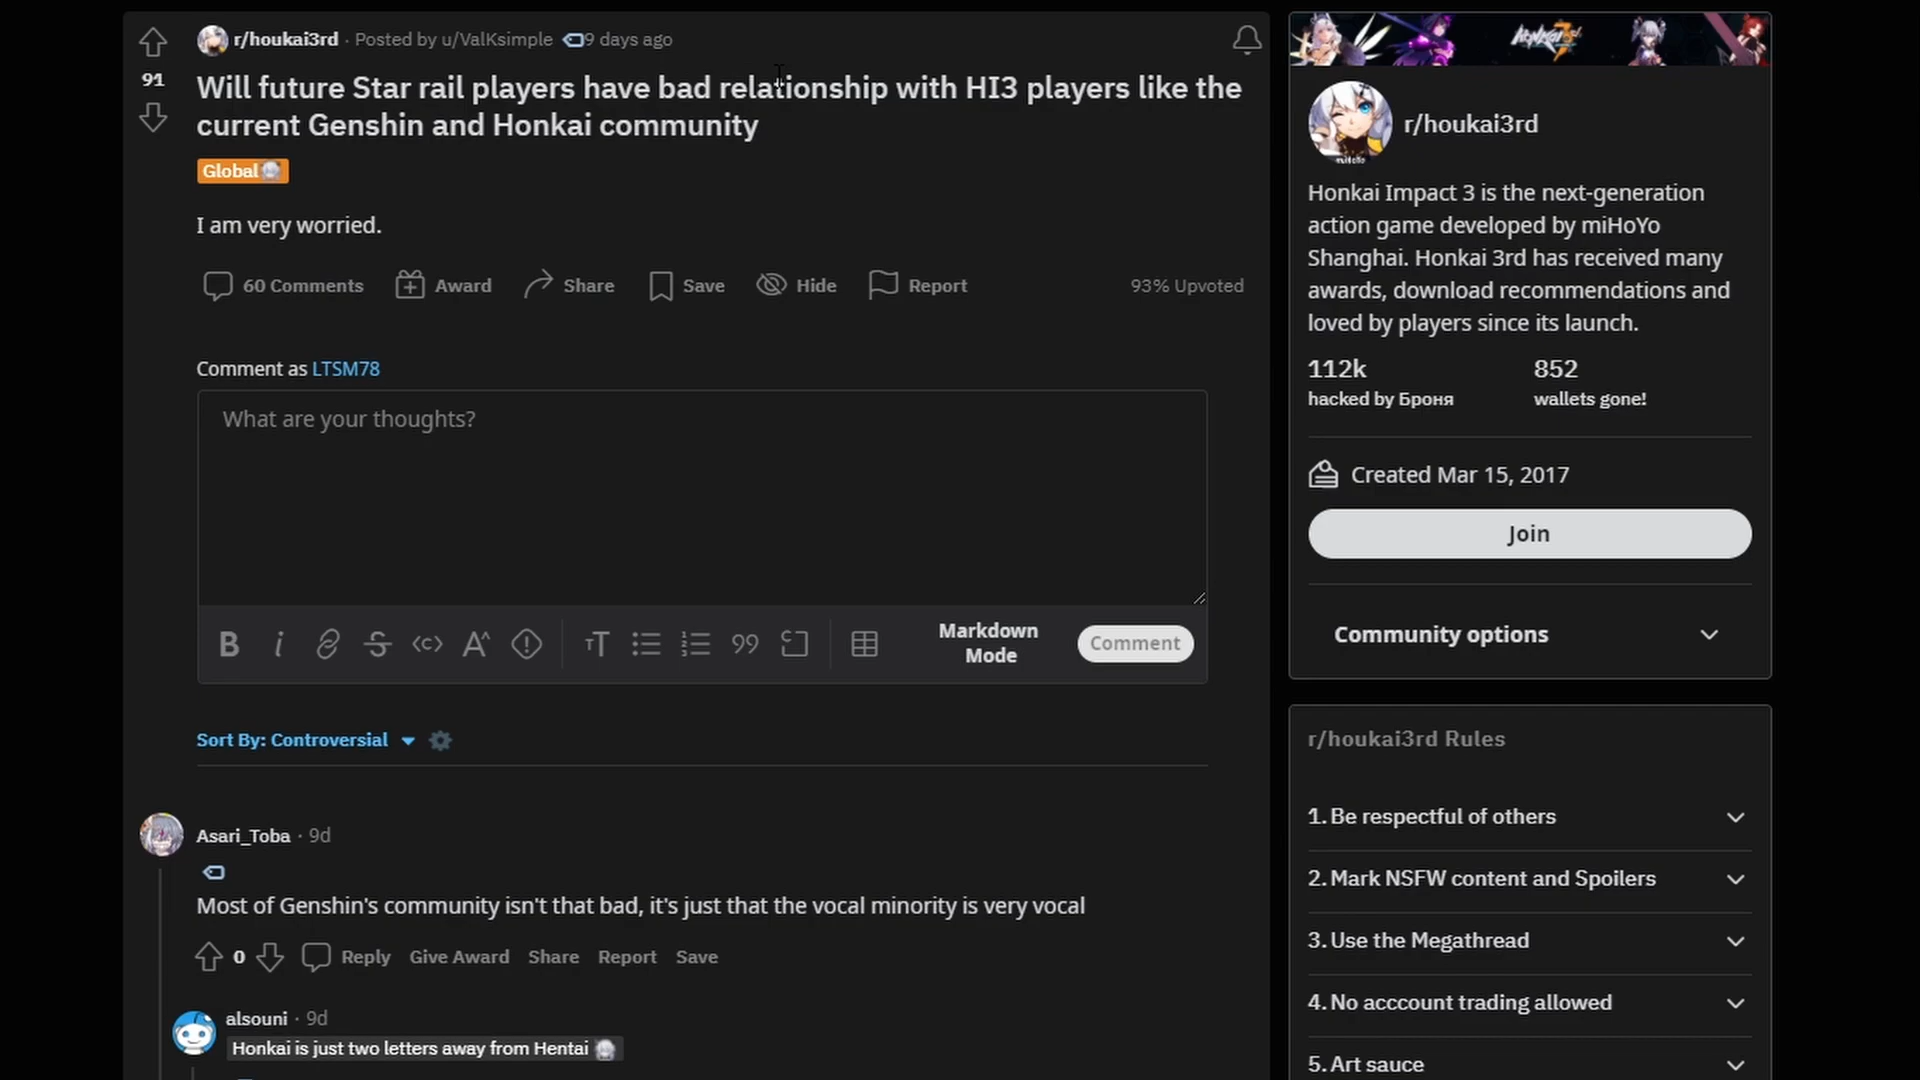 r/houkai3rd · Posted by u/ValKsimple 9 days ago
91
Will future Star rail players have bad relationship with HI3 players like the
current Genshin and Honkai community
Global
I am very worried.
60 Comments Award Share Save Hide Report 93% Upvoted
Comment as LTSM78
What are your thoughts?
Markdown
Mode
Comment
Sort By: Controversial
Asari_Toba · 9d
Most of Genshin's community isn't that bad, it's just that the vocal minority is very vocal
0 Reply Give Award Share Report Save
alsouni · 9d
Honkai is just two letters away from Hentai
r/houkai3rd
Honkai Impact 3 is the next-generation
action game developed by miHoYo
Shanghai. Honkai 3rd has received many
awards, download recommendations and
loved by players since its launch.
112k 852
hacked by Броня wallets gone!
Created Mar 15, 2017
Join
Community options
r/houkai3rd Rules
1. Be respectful of others
2. Mark NSFW content and Spoilers
3. Use the Megathread
4. No acccount trading allowed
5. Art sauce